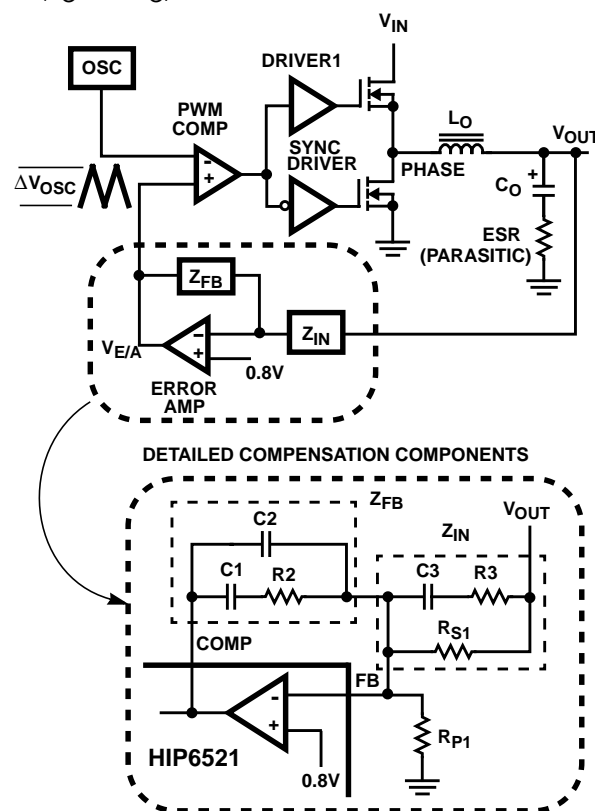 V_IN
DRIVER1
OSC
PWM
COMP
L_O
V_OUT
SYNC
DRIVER
-
+
PHASE
ΔV_OSC
+
C_O
ESR
(PARASITIC)
Z_FB
-
+
Z_IN
V_E/A
0.8V
ERROR
AMP
DETAILED COMPENSATION COMPONENTS
Z_FB
V_OUT
C2
Z_IN
C1
R2
C3
R3
R_S1
COMP
FB
-
+
R_P1
HIP6521
0.8V